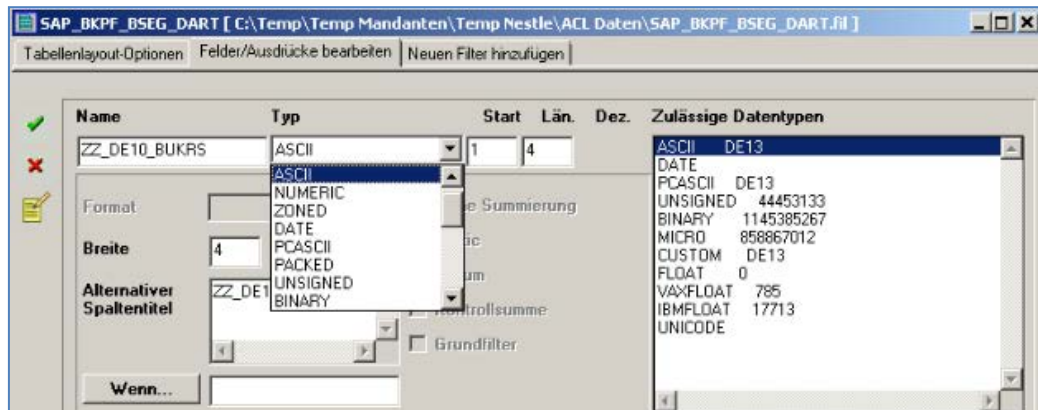 SAP_BKPF_BSEG_DART [ C:\Temp\Temp Mandanten\Temp Nestle\ACL Daten\SAP_BKPF_BSEG_DART.fil ]
Tabellenlayout-Optionen Felder/Ausdrücke bearbeiten Neuen Filter hinzufügen
Name Typ Start Län. Dez. Zulässige Datentypen
ZZ_DE10_BUKRS ASCII 1 4
ASCII
NUMERIC
ZONED
DATE
PCASCII
PACKED
UNSIGNED
BINARY
Format
Breite 4
Alternativer
Spaltentitel
ZZ_DE1
Wenn...
e Summierung
Kontrollsumme
Grundfilter
ASCII DE13
DATE
PCASCII DE13
UNSIGNED 44453133
BINARY 1145385267
MICRO 858867012
CUSTOM DE13
FLOAT 0
VAXFLOAT 785
IBMFLOAT 17713
UNICODE